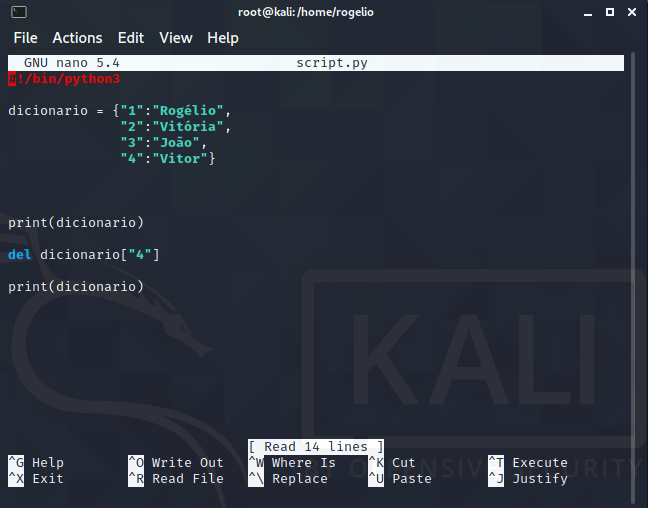 root@kali: /home/rogelio
File Actions Edit View Help
GNU nano 5.4 script.py
#!/bin/python3
dicionario = {"1":"Rogélio",
"2":"Vitória",
"3":"João",
"4":"Vitor"}
print(dicionario)
del dicionario["4"]
print(dicionario)
KALI
[ Read 14 lines ]
^G Help ^O Write Out ^W Where Is ^K Cut ^T Execute
^X Exit ^R Read File ^\ Replace ^U Paste ^J Justify
SECURITY